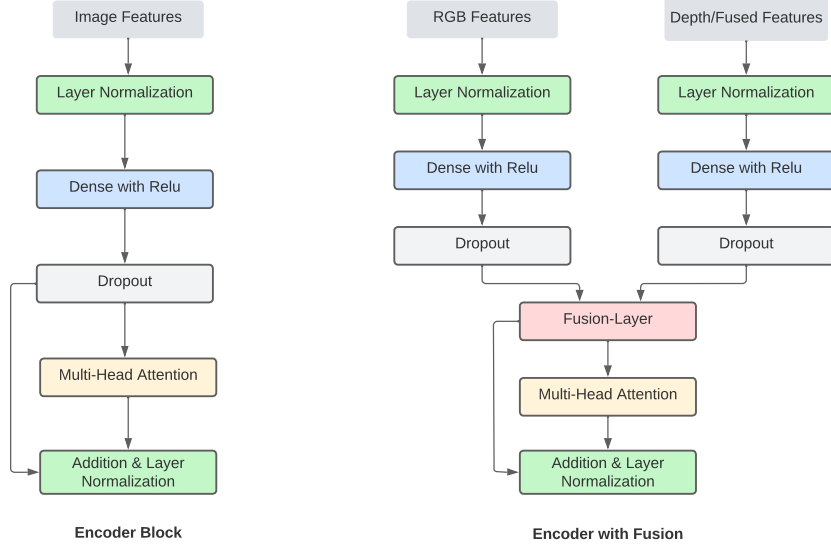 Image Features
Layer Normalization
Dense with Relu
Dropout
Multi-Head Attention
Addition & Layer
Normalization
Encoder Block
RGB Features
Depth/Fused Features
Layer Normalization
Layer Normalization
Dense with Relu
Dense with Relu
Dropout
Dropout
Fusion-Layer
Multi-Head Attention
Addition & Layer
Normalization
Encoder with Fusion